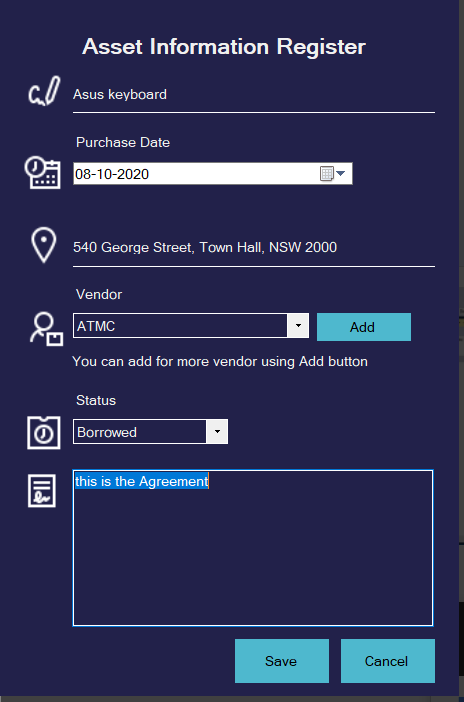 Asset Information Register
Asus keyboard
Purchase Date
08-10-2020
540 George Street, Town Hall, NSW 2000
Vendor
ATMC
Add
You can add for more vendor using Add button
Status
Borrowed
this is the Agreement
Save
Cancel